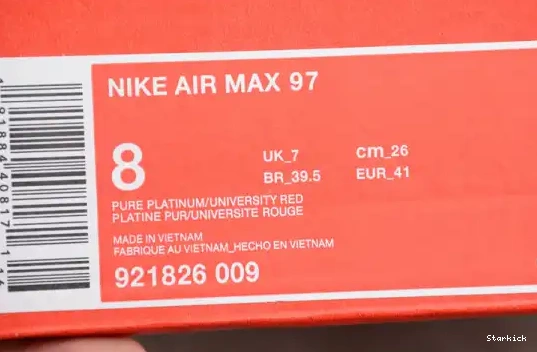 NIKE AIR MAX 97
8
UK_7 cm_26
BR_39.5 EUR_41
PURE PLATINUM/UNIVERSITY RED
PLATINE PUR/UNIVERSITE ROUGE
MADE IN VIETNAM
FABRIQUE AU VIETNAM_HECHO EN VIETNAM
921826 009
Starkick